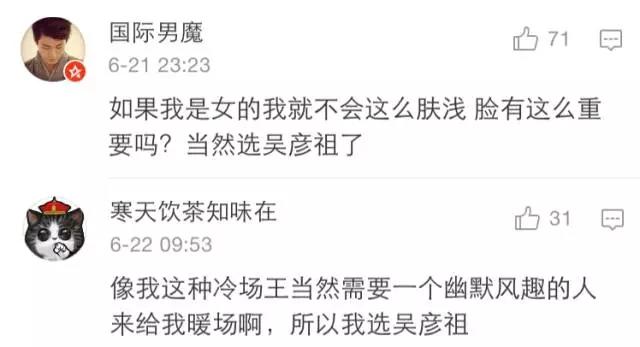 国际男魔
71
6-21 23:23
如果我是女的我就不会这么肤浅 脸有这么重
要吗？当然选吴彦祖了
寒天饮茶知味在
31
6-22 09:53
像我这种冷场王当然需要一个幽默风趣的人
来给我暖场啊，所以我选吴彦祖